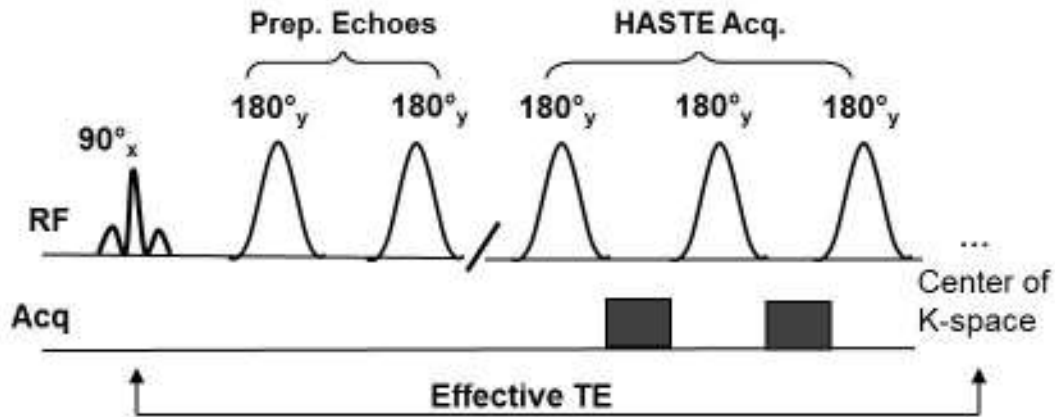 Prep. Echoes HASTE Acq.
180°y 180°y 180°y 180°y 180°y
90°x
RF
...
Center of
K-space
Acq
Effective TE